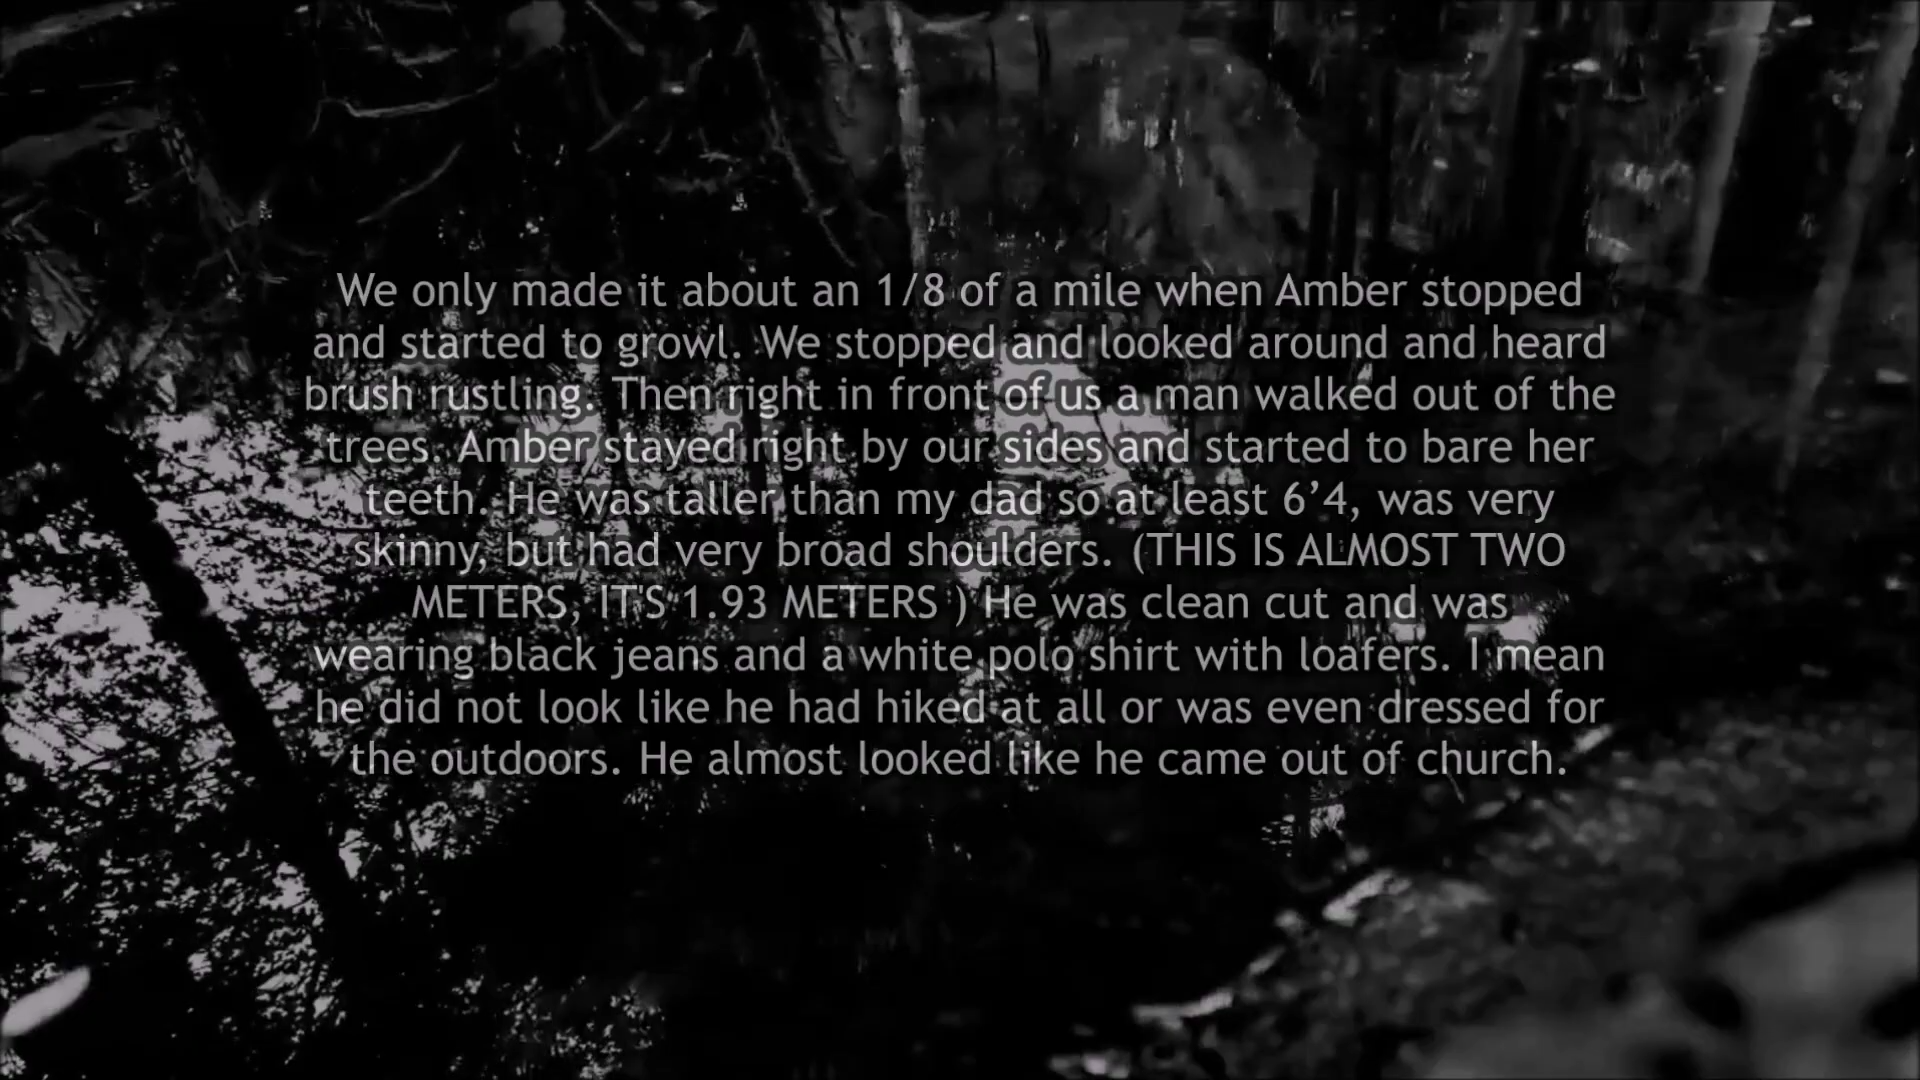 We only made it about an 1/8 of a mile when Amber stopped
and started to growl. We stopped and looked around and heard
brush rustling. Then right in front of us a man walked out of the
trees. Amber stayed right by our sides and started to bare her
teeth. He was taller than my dad so at least 6’4, was very
skinny, but had very broad shoulders. (THIS IS ALMOST TWO
METERS, IT'S 1.93 METERS ) He was clean cut and was
wearing black jeans and a white polo shirt with loafers. I mean
he did not look like he had hiked at all or was even dressed for
the outdoors. He almost looked like he came out of church.